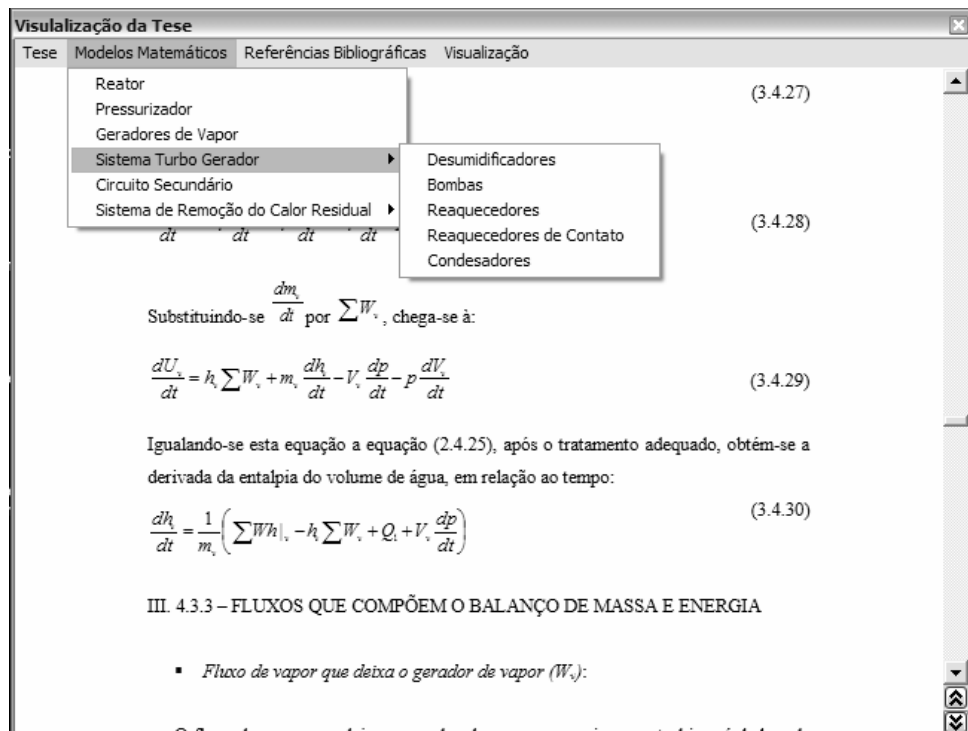 Visulalização da Tese
Tese Modelos Matemáticos Referências Bibliográficas Visualização
Reator
Pressurizador
Geradores de Vapor
Sistema Turbo Gerador
Circuito Secundário
Sistema de Remoção do Calor Residual
Desumidificadores
Bombas
Reaquecedores
Reaquecedores de Contato
Condesadores
(3.4.27)
(3.4.28)
dt dt dt dt
Substituindo-se dm_v/dt por ∑W_v, chega-se à:
dU_v/dt = h_v ∑W_v + m_v dh_v/dt − V_v dp/dt − p dV_v/dt (3.4.29)
Igualando-se esta equação a equação (2.4.25), após o tratamento adequado, obtém-se a
derivada da entalpia do volume de água, em relação ao tempo:
dh_v/dt = 1/m_v (∑Wh|_v − h_v ∑W_v + Q_1 + V_v dp/dt) (3.4.30)
III. 4.3.3 – FLUXOS QUE COMPÕEM O BALANÇO DE MASSA E ENERGIA
▪ Fluxo de vapor que deixa o gerador de vapor (W_v):